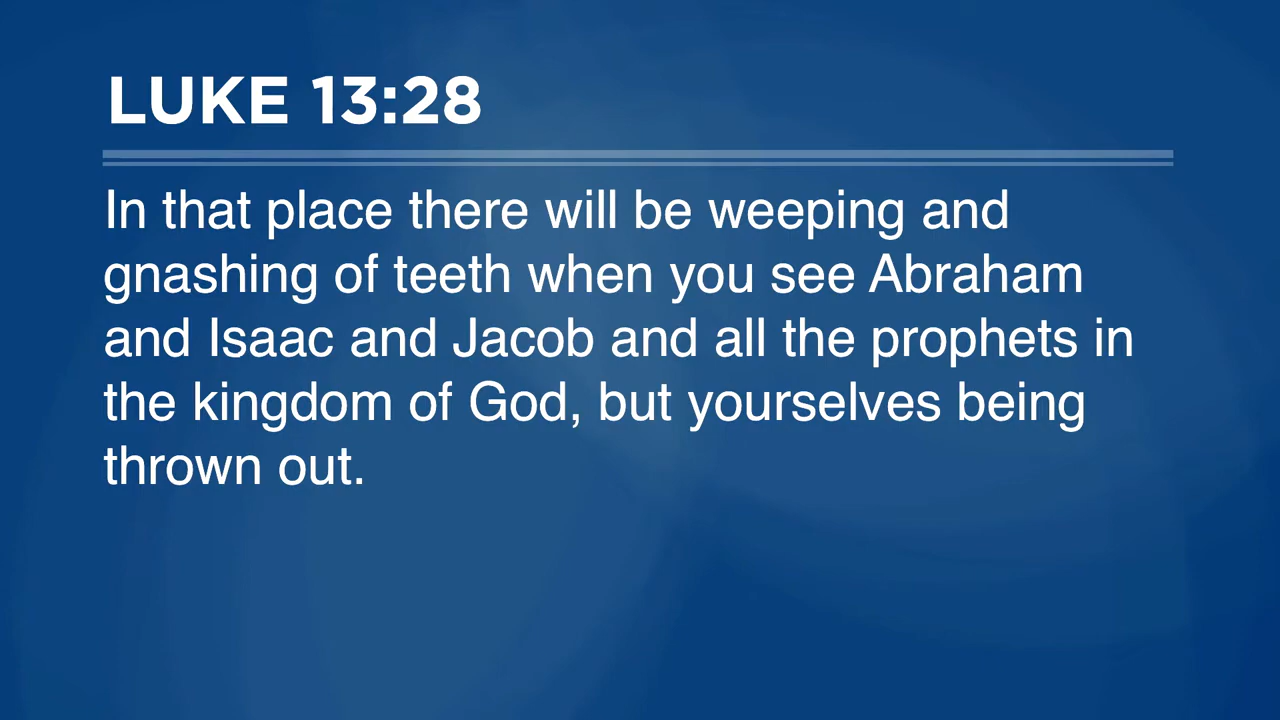 LUKE 13:28
In that place there will be weeping and
gnashing of teeth when you see Abraham
and Isaac and Jacob and all the prophets in
the kingdom of God, but yourselves being
thrown out.